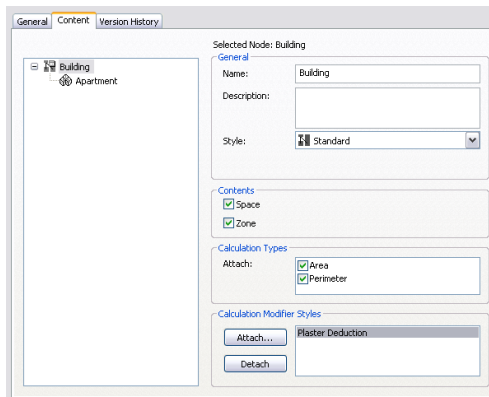 General Content Version History
Selected Node: Building
Building
Apartment
General
Name: Building
Description:
Style: Standard
Contents
Space
Zone
Calculation Types
Attach: Area
Perimeter
Calculation Modifier Styles
Attach... Plaster Deduction
Detach